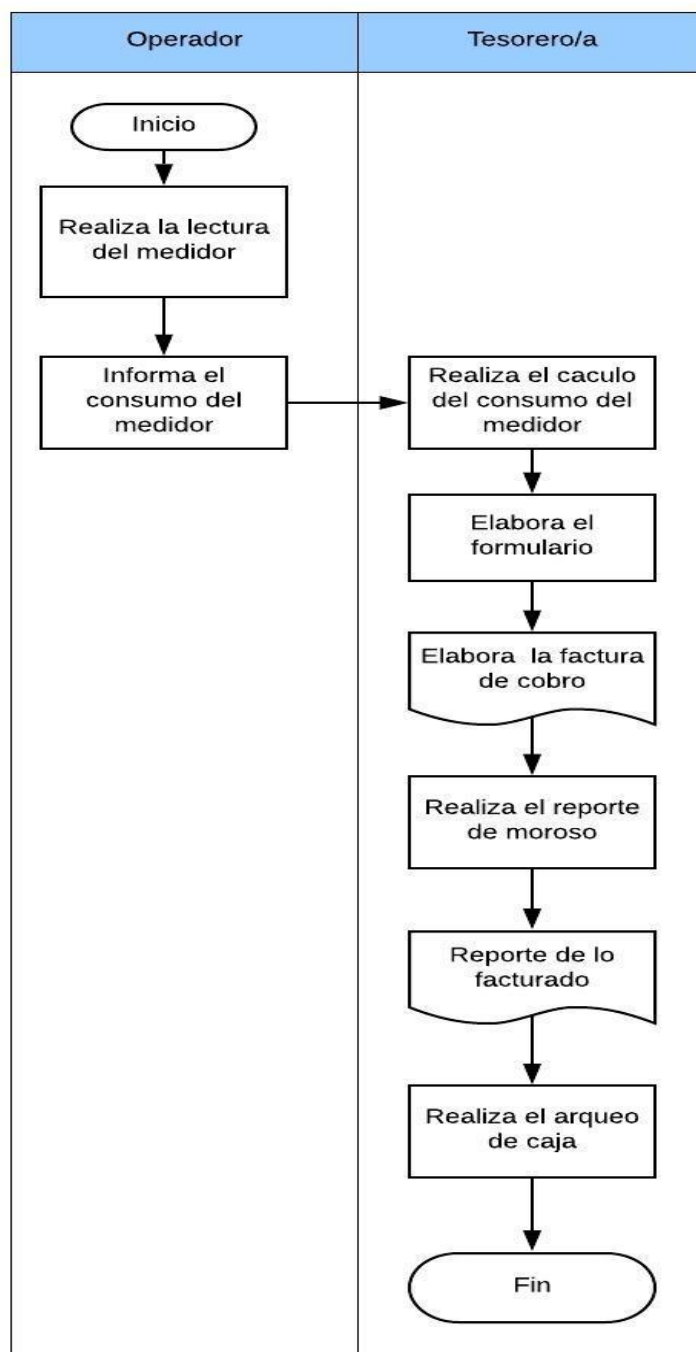 Operador
Tesorero/a
Inicio
Realiza la lectura
del medidor
Informa el
consumo del
medidor
Realiza el caculo
del consumo del
medidor
Elabora el
formulario
Elabora la factura
de cobro
Realiza el reporte
de moroso
Reporte de lo
facturado
Realiza el arqueo
de caja
Fin